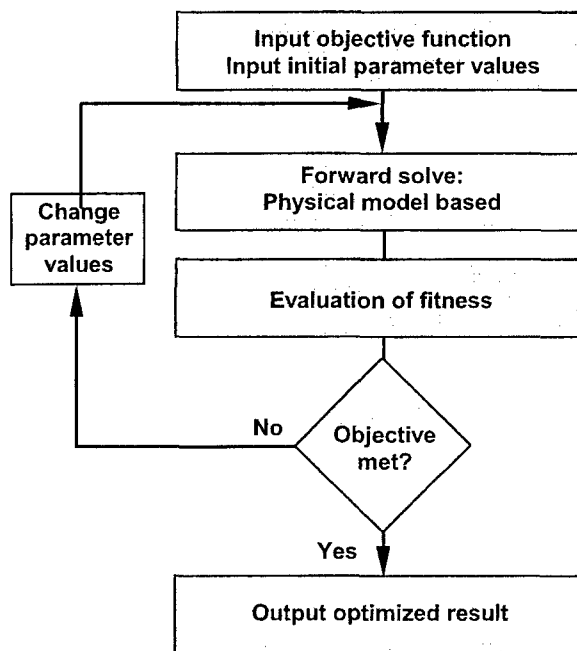 Input objective function
Input initial parameter values
Forward solve:
Physical model based
Change
parameter
values
Evaluation of fitness
No
Objective
met?
Yes
Output optimized result